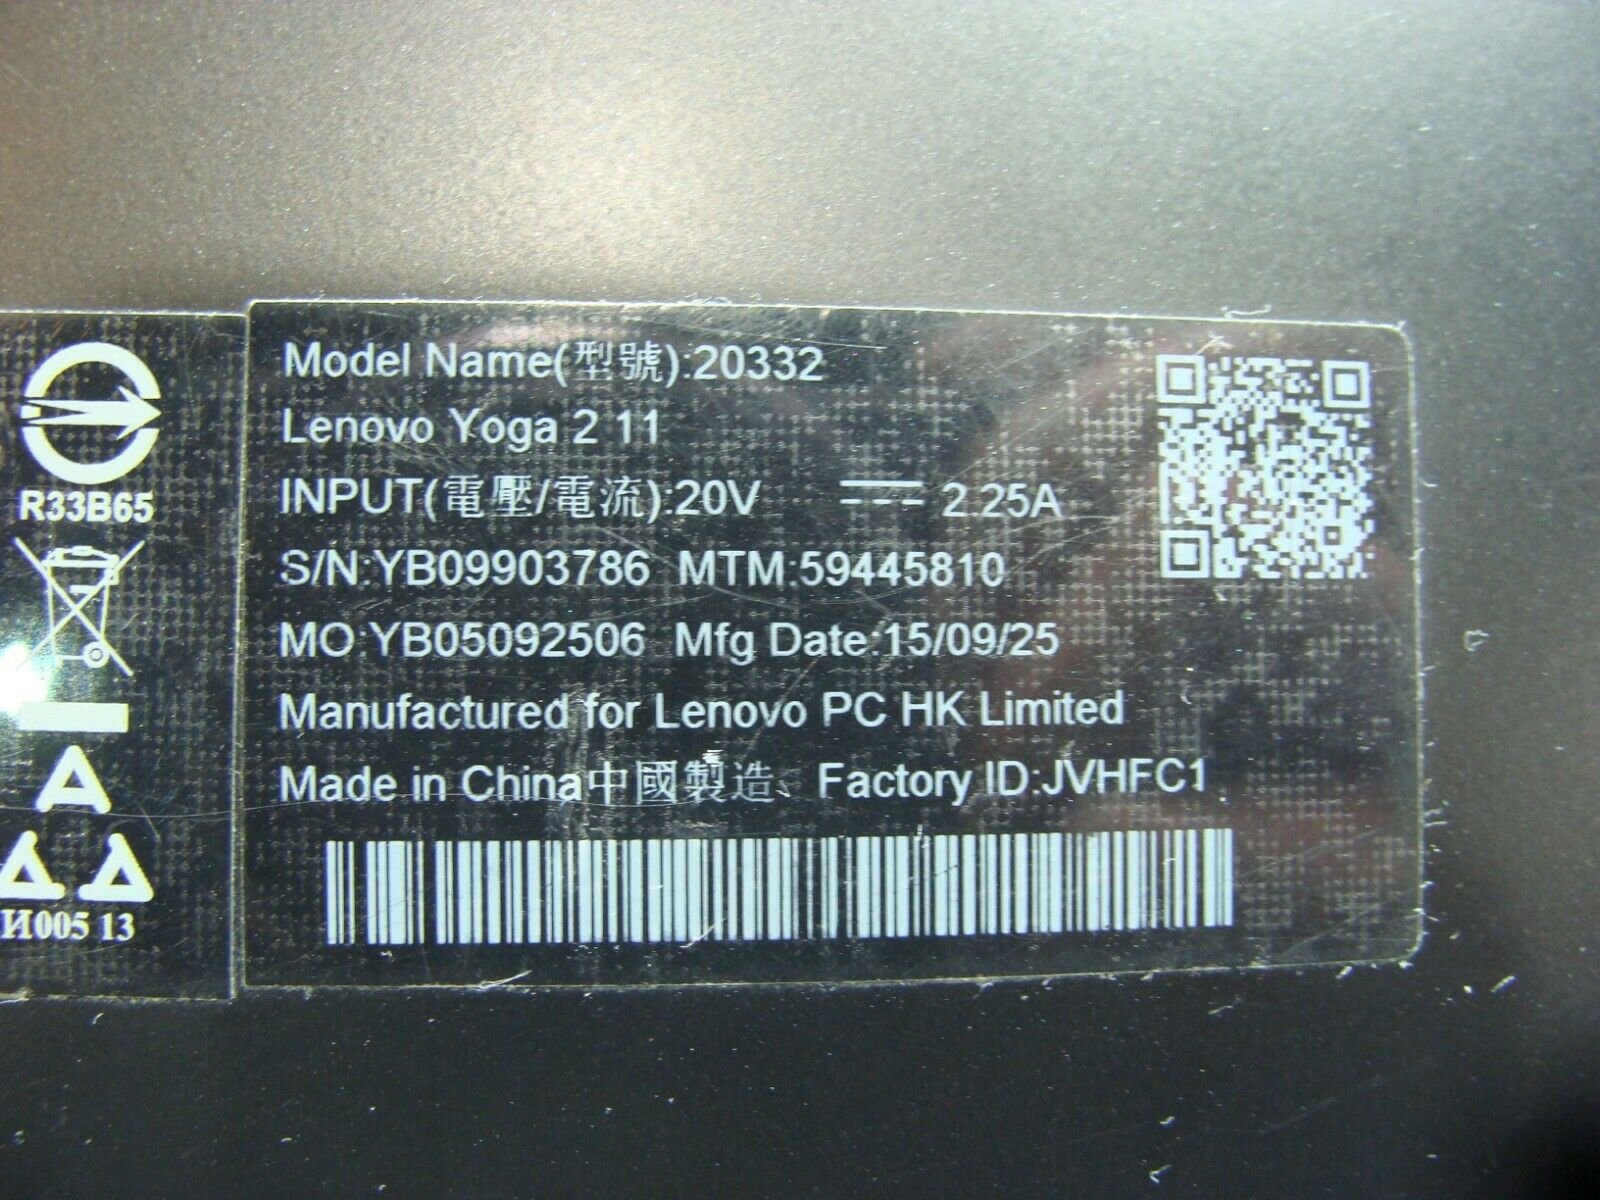 Model Name(型號):20332
Lenovo Yoga 2 11
INPUT(電壓/電流):20V ⎓ 2.25A
S/N:YB09903786 MTM:59445810
MO:YB05092506 Mfg Date:15/09/25
Manufactured for Lenovo PC HK Limited
Made in China中國製造、 Factory ID:JVHFC1
R33B65
И005 13